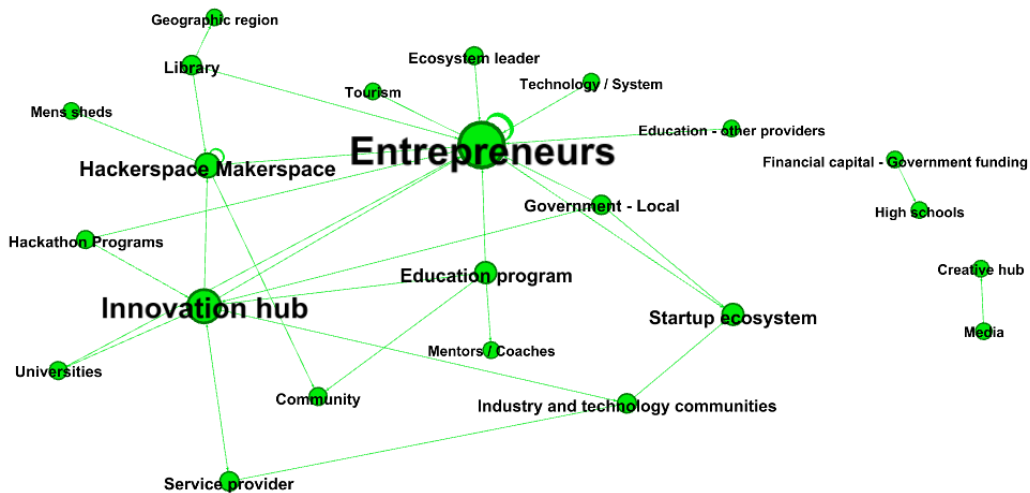 Geographic region
Library
Ecosystem leader
Technology / System
Tourism
Mens sheds
Education - other providers
Entrepreneurs
Financial capital - Government funding
Hackerspace Makerspace
Government - Local
High schools
Hackathon Programs
Creative hub
Education program
Innovation hub
Startup ecosystem
Media
Mentors / Coaches
Universities
Community
Industry and technology communities
Service provider